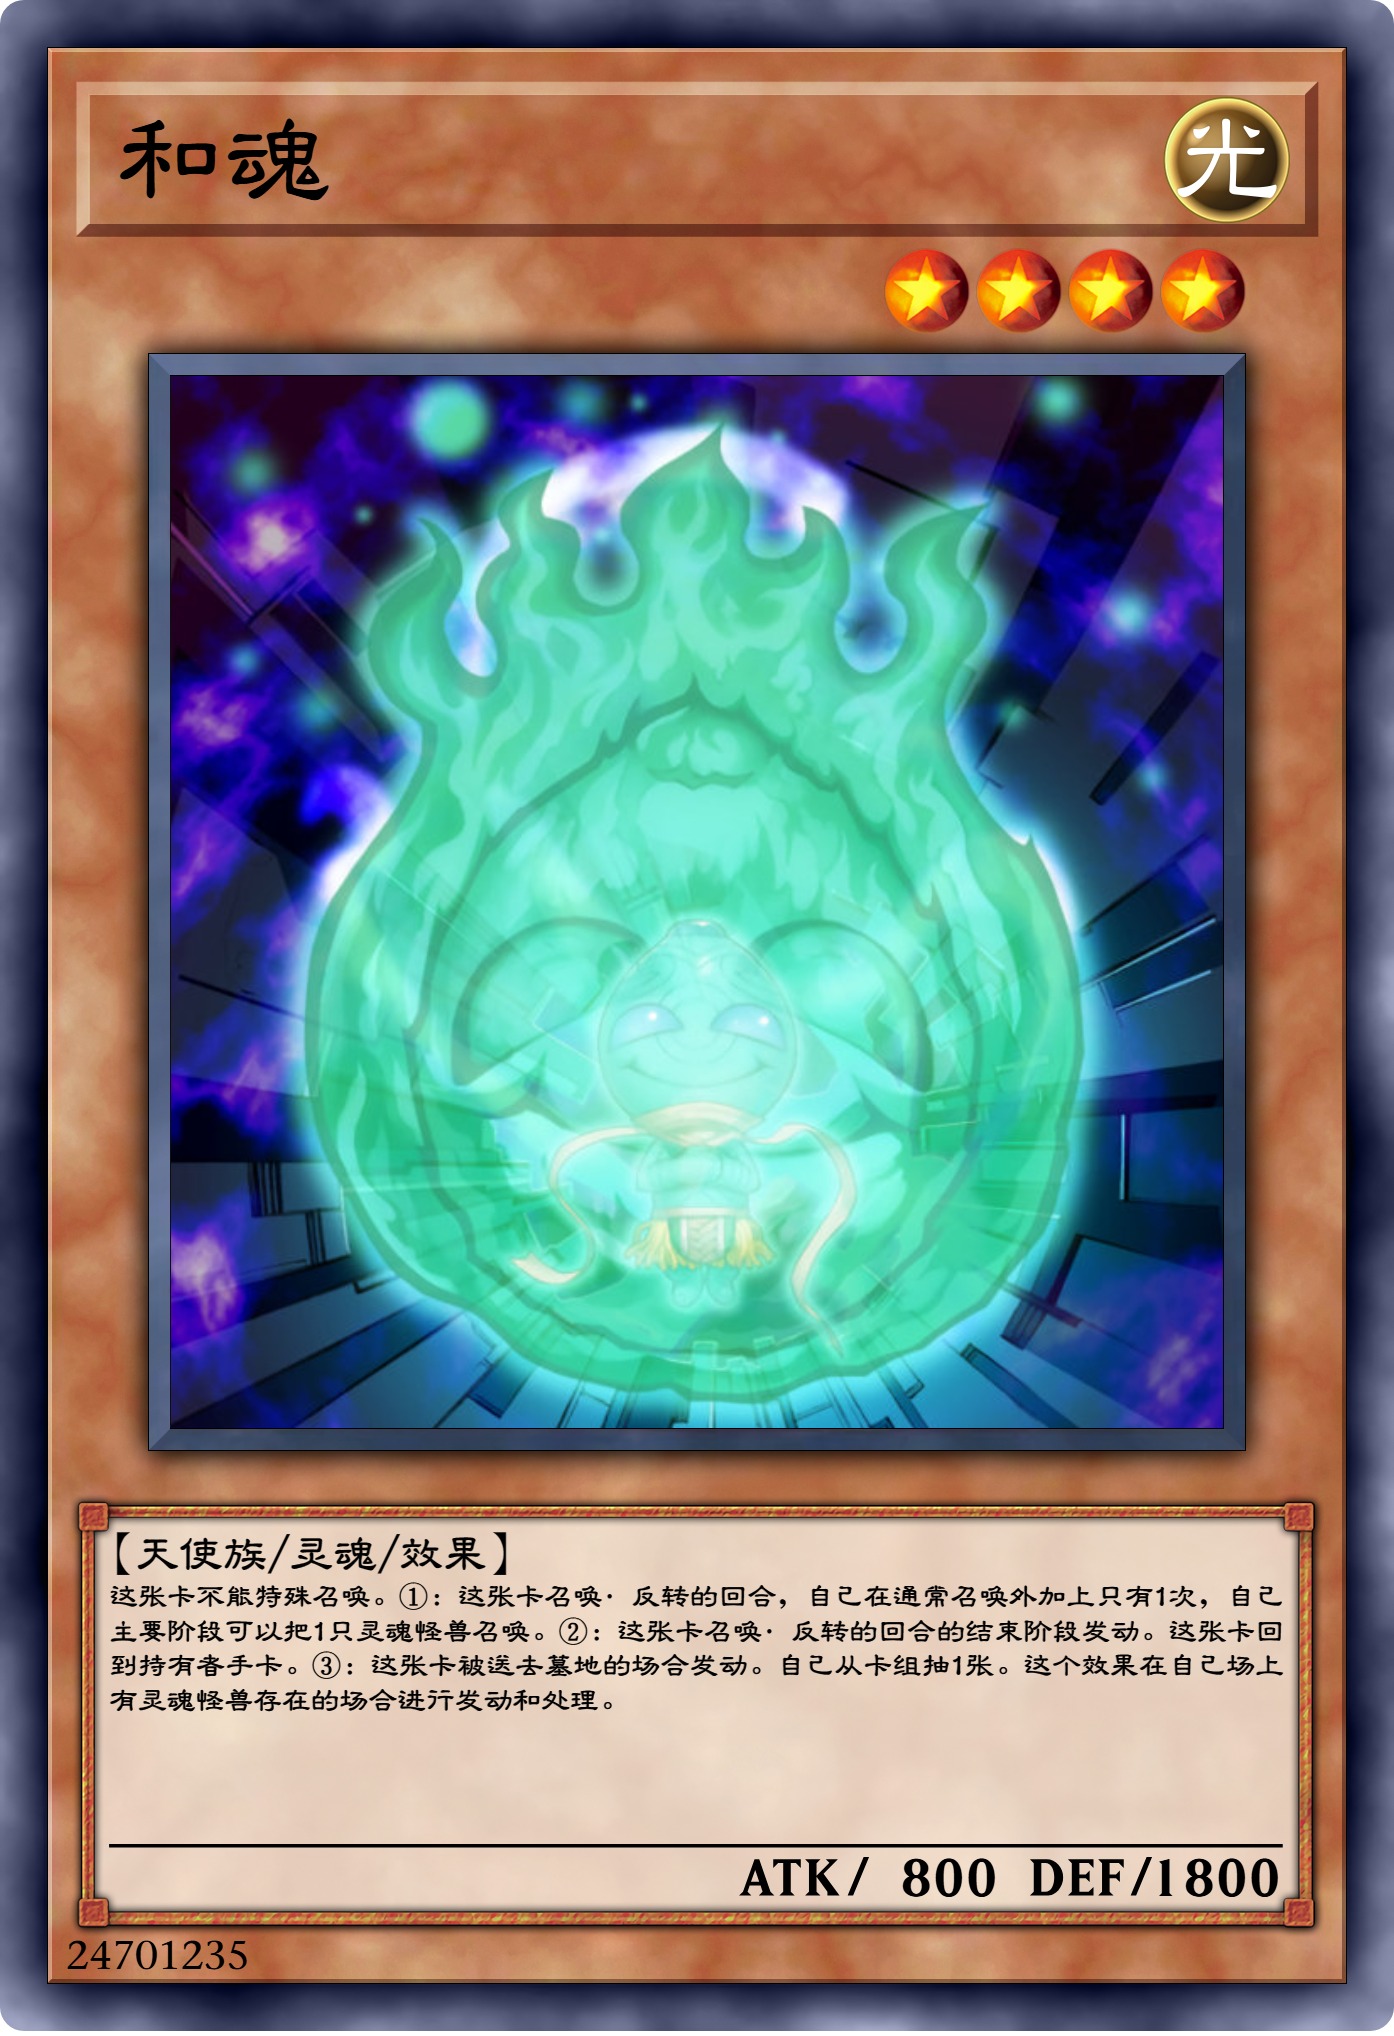 和魂
光
【天使族/灵魂/效果】
这张卡不能特殊召唤。①：这张卡召唤·反转的回合，自己在通常召唤外加上只有1次，自己
主要阶段可以把1只灵魂怪兽召唤。②：这张卡召唤·反转的回合的结束阶段发动。这张卡回
到持有者手卡。③：这张卡被送去墓地的场合发动。自己从卡组抽1张。这个效果在自己场上
有灵魂怪兽存在的场合进行发动和处理。
ATK/ 800 DEF/1800
24701235